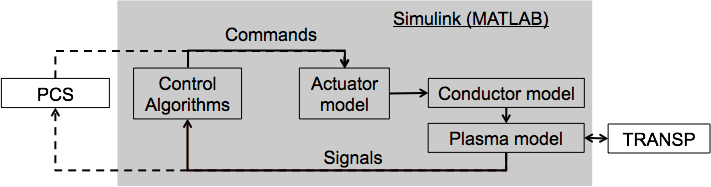 Simulink (MATLAB)
Commands
PCS
Control
Algorithms
Actuator
model
Conductor model
Plasma model
TRANSP
Signals